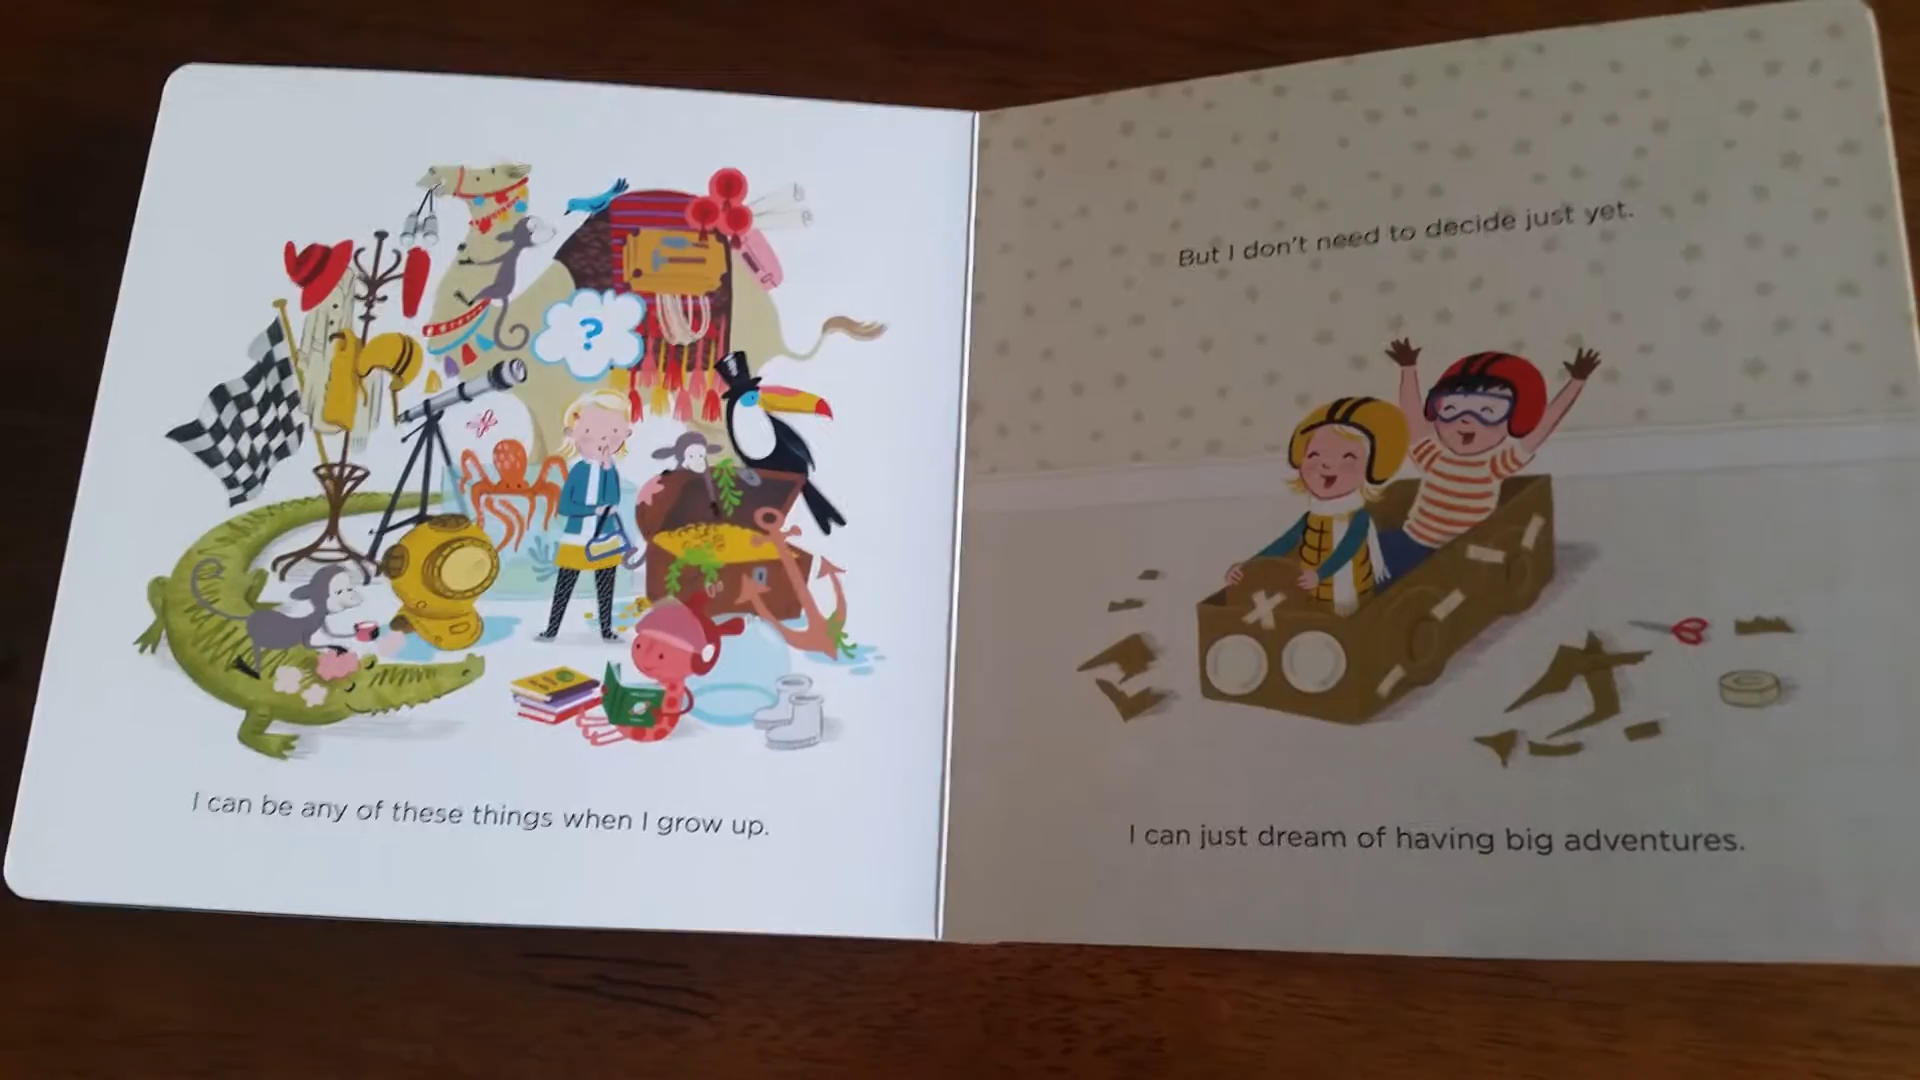 ?
I can be any of these things when I grow up.
But I don't need to decide just yet.
I can just dream of having big adventures.